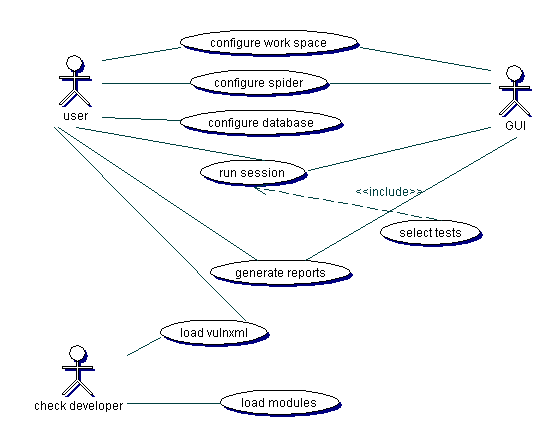 configure work space
configure spider
user
GUI
configure database
run session
<<include>>
select tests
generate reports
load vulnxml
check developer
load modules